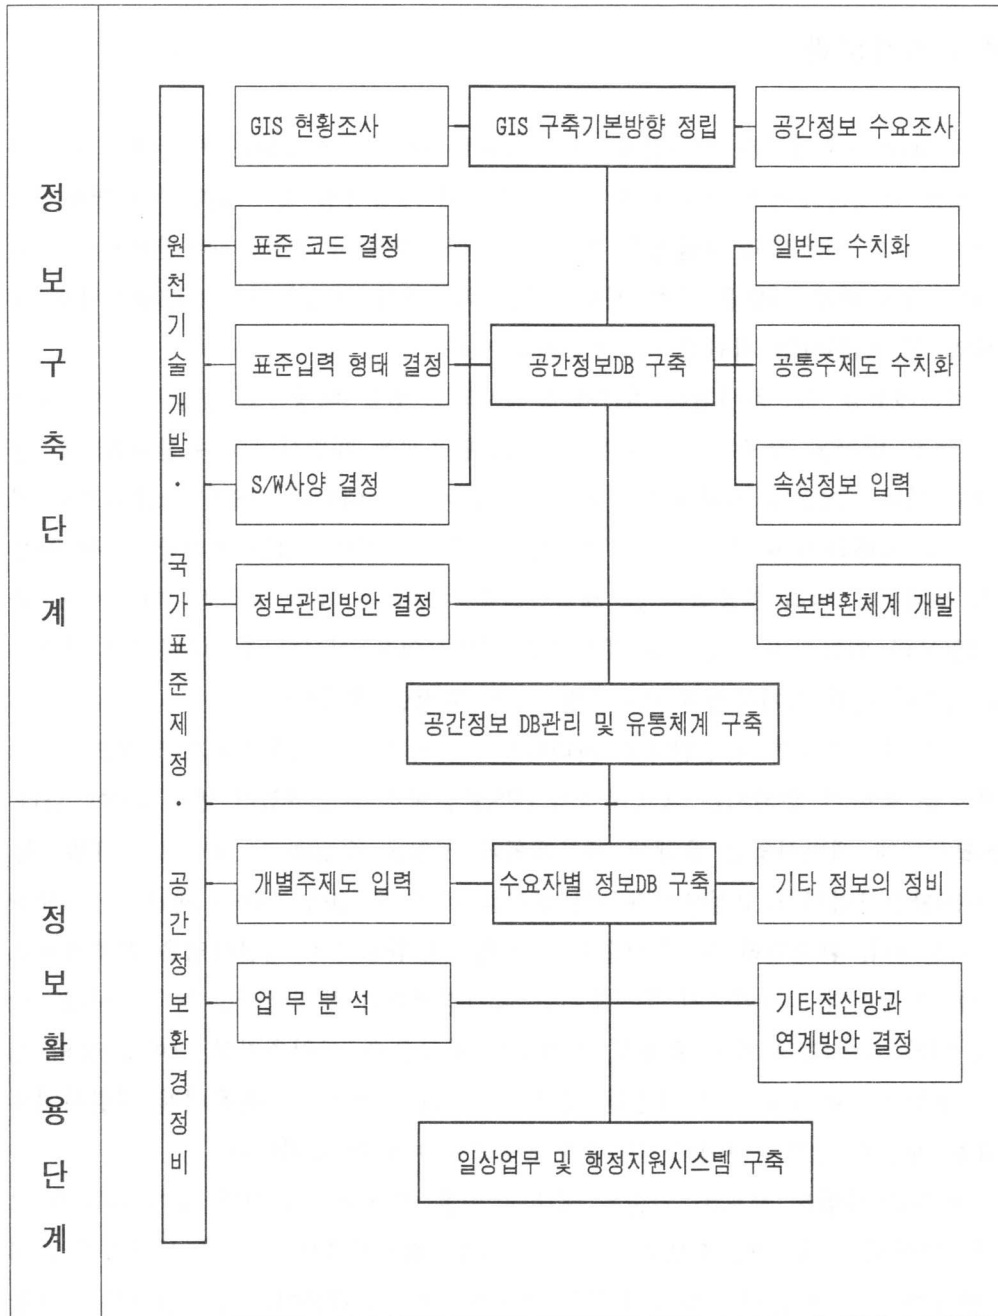 정보구축단계
정보활용단계
원천기술개발· 국가표준제정· 공간정보환경정비
GIS 현황조사
GIS 구축기본방향 정립
공간정보 수요조사
표준 코드 결정
일반도 수치화
표준입력 형태 결정
공간정보DB 구축
공통주제도 수치화
S/W사양 결정
속성정보 입력
정보관리방안 결정
정보변환체계 개발
공간정보 DB관리 및 유통체계 구축
개별주제도 입력
수요자별 정보DB 구축
기타 정보의 정비
업 무 분 석
기타전산망과
연계방안 결정
일상업무 및 행정지원시스템 구축